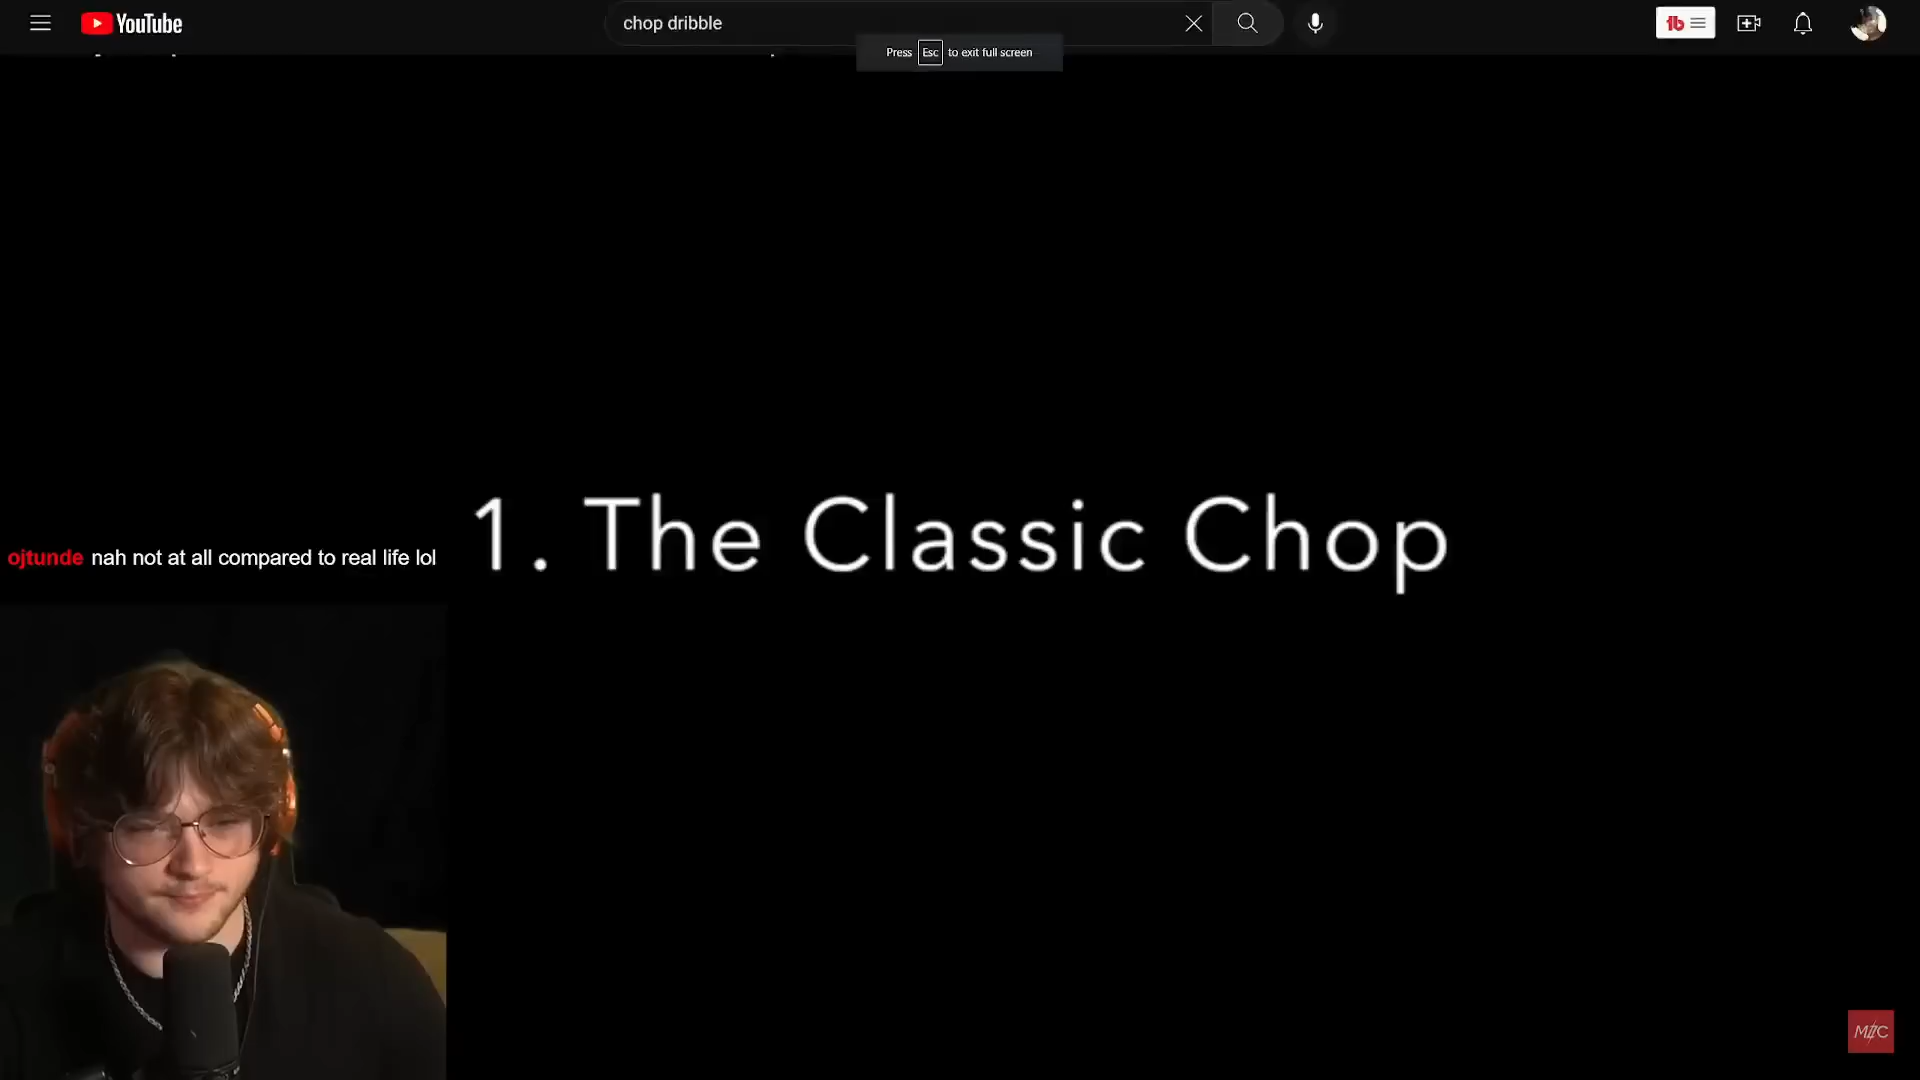 YouTube
chop dribble
Press Esc to exit full screen
1. The Classic Chop
ojtunde nah not at all compared to real life lol